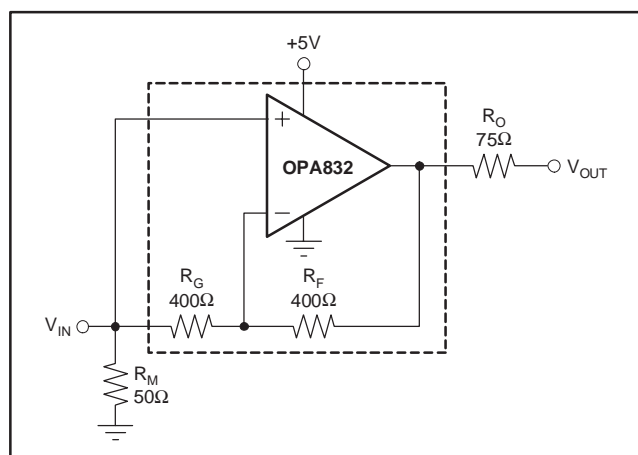 +5V
+
OPA832
−
R_O
75Ω
V_OUT
R_G
400Ω
R_F
400Ω
V_IN
R_M
50Ω